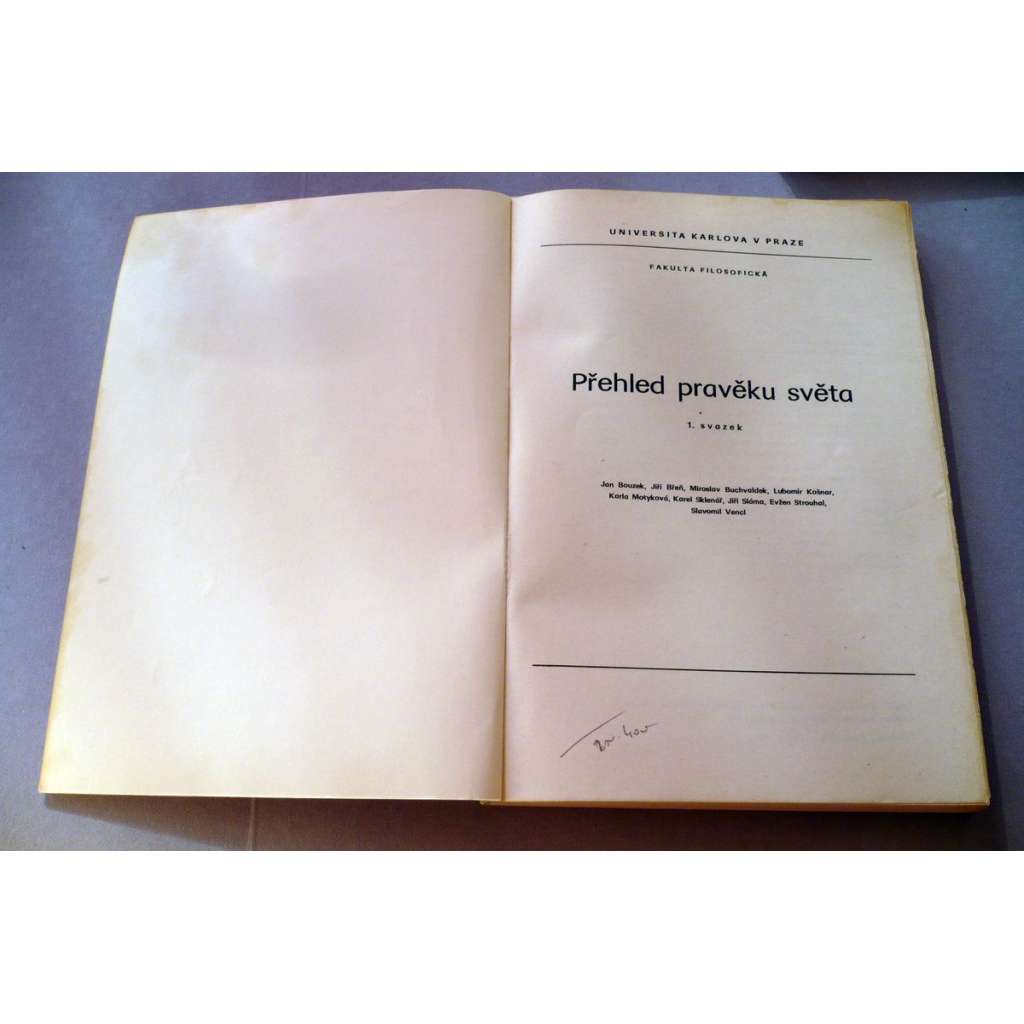 UNIVERSITA KARLOVA V PRAZE
FAKULTA FILOSOFICKÁ
Přehled pravěku světa
1. svazek
Jan Bouzek, Jiří Břeň, Miroslav Buchvaldek, Lubomír Košnar,
Karla Motyková, Karel Sklenář, Jiří Sláma, Evžen Strouhal,
Slavomil Vencl